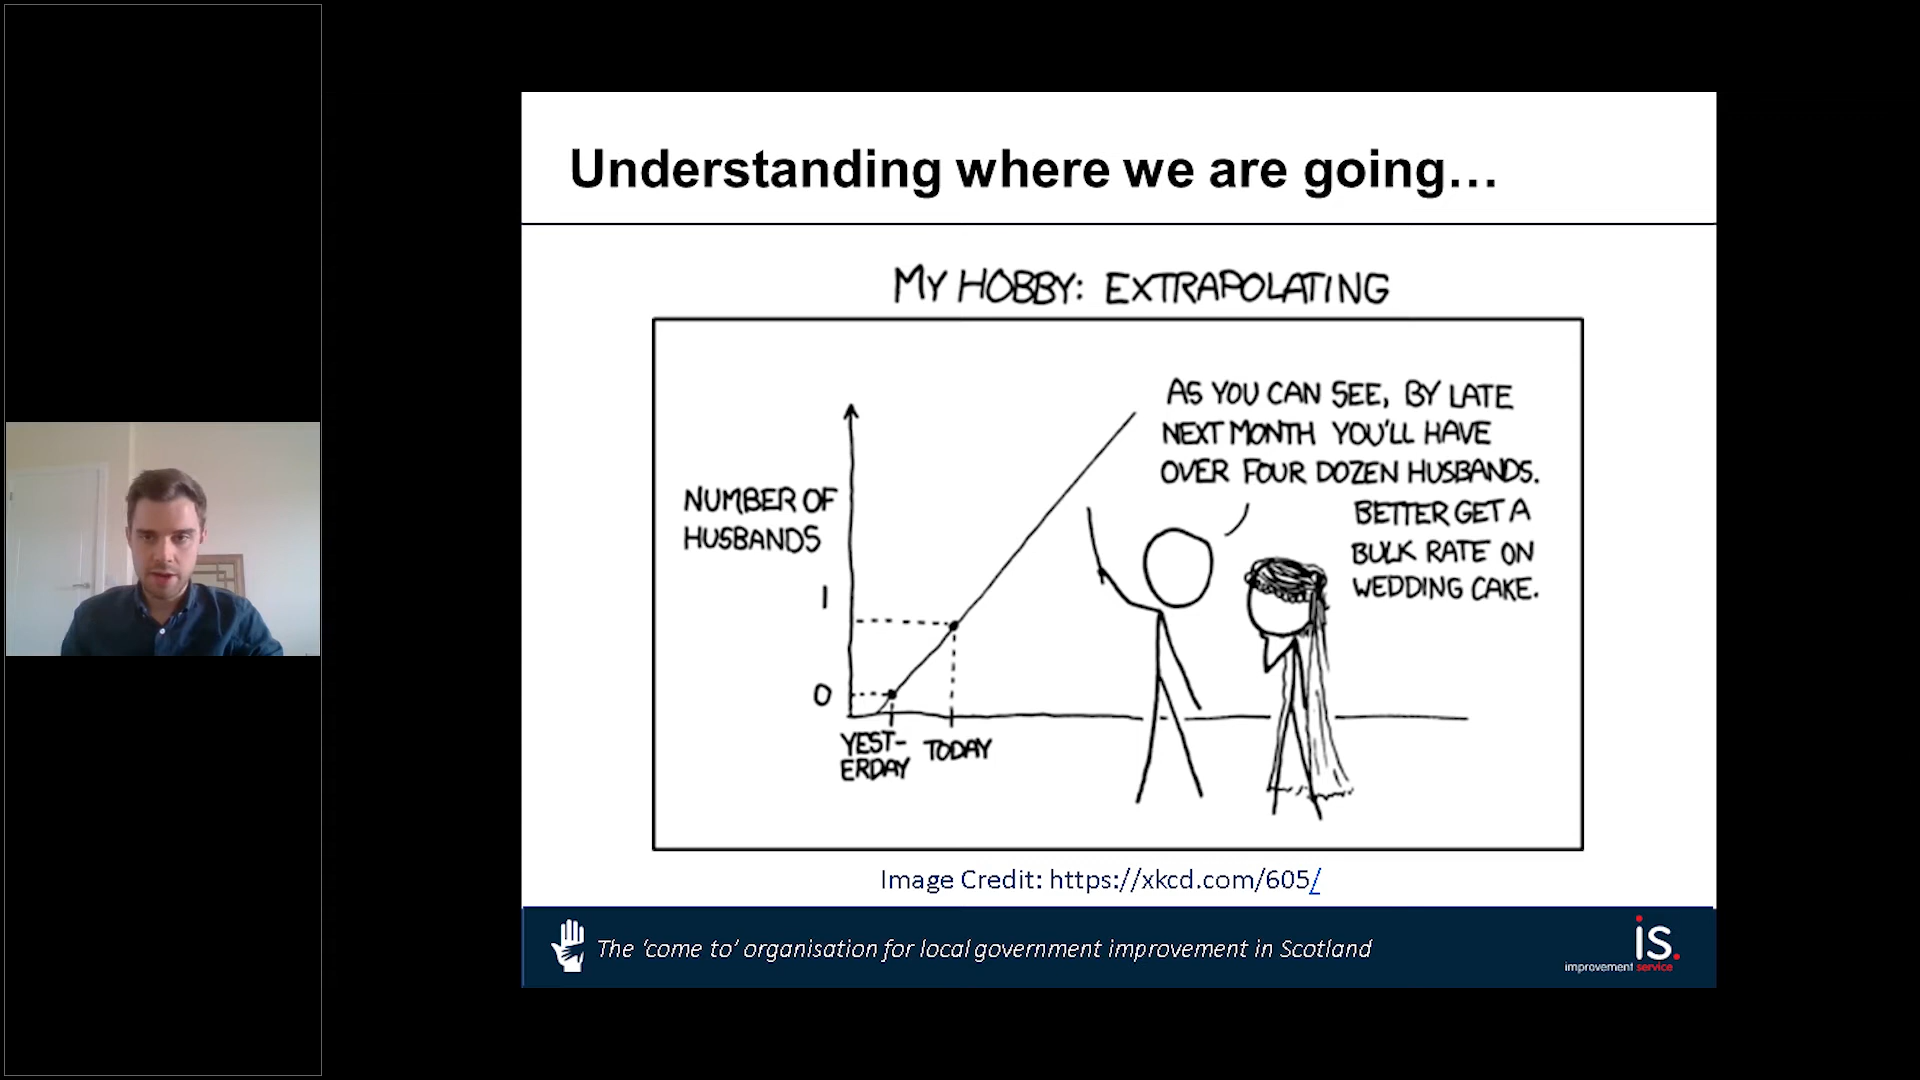 Understanding where we are going…
MY HOBBY: EXTRAPOLATING
AS YOU CAN SEE, BY LATE
NEXT MONTH YOU'LL HAVE
OVER FOUR DOZEN HUSBANDS.
BETTER GET A
BULK RATE ON
WEDDING CAKE.
NUMBER OF
HUSBANDS
1
0
YEST-
ERDAY
TODAY
Image Credit: https://xkcd.com/605/
The ‘come to’ organisation for local government improvement in Scotland
is.
improvement service